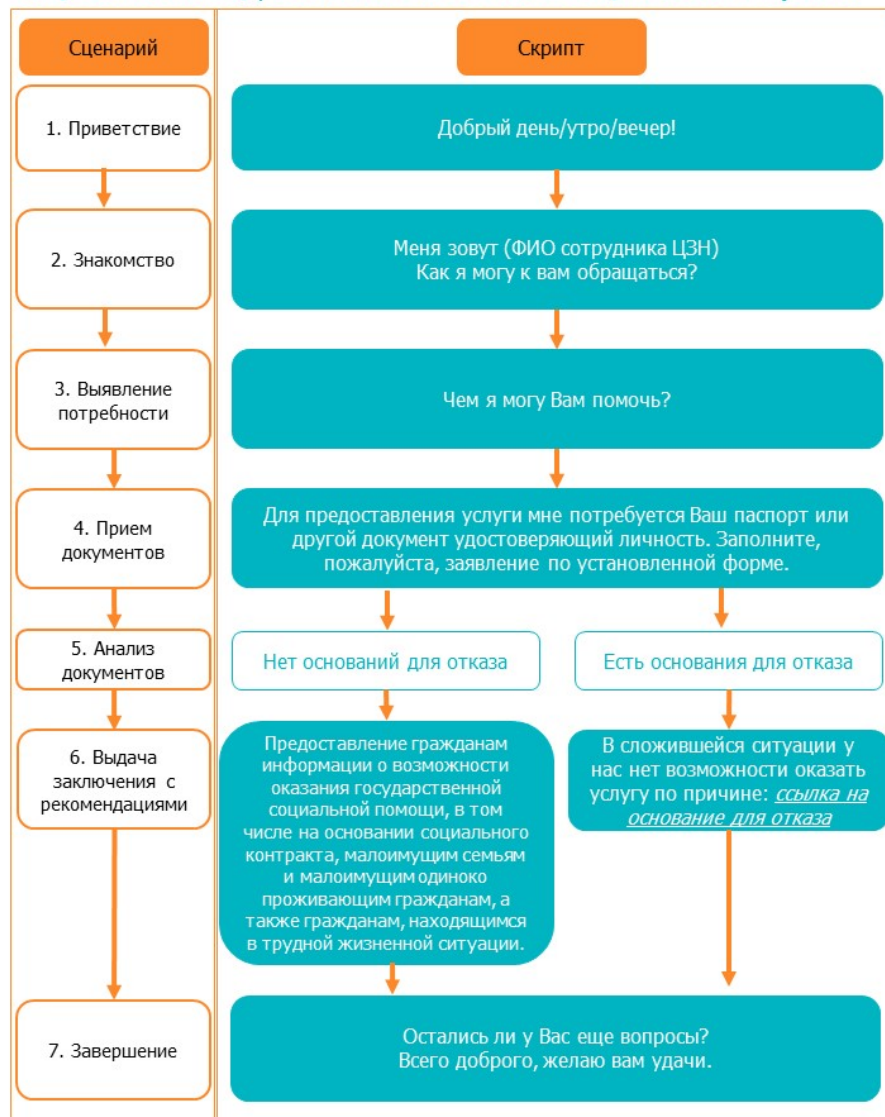 Сценарий
Скрипт
1. Приветствие
Добрый день/утро/вечер!
2. Знакомство
Меня зовут (ФИО сотрудника ЦЗН)
Как я могу к вам обращаться?
3. Выявление
потребности
Чем я могу Вам помочь?
4. Прием
документов
Для предоставления услуги мне потребуется Ваш паспорт или
другой документ удостоверяющий личность. Заполните,
пожалуйста, заявление по установленной форме.
5. Анализ
документов
Нет оснований для отказа
Есть основания для отказа
6. Выдача
заключения с
рекомендациями
Предоставление гражданам
информации о возможности
оказания государственной
социальной помощи, в том
числе на основании социального
контракта, малоимущим семьям
и малоимущим одиноко
проживающим гражданам, а
также гражданам, находящимся
в трудной жизненной ситуации.
В сложившейся ситуации у
нас нет возможности оказать
услугу по причине: ссылка на
основание для отказа
7. Завершение
Остались ли у Вас еще вопросы?
Всего доброго, желаю вам удачи.